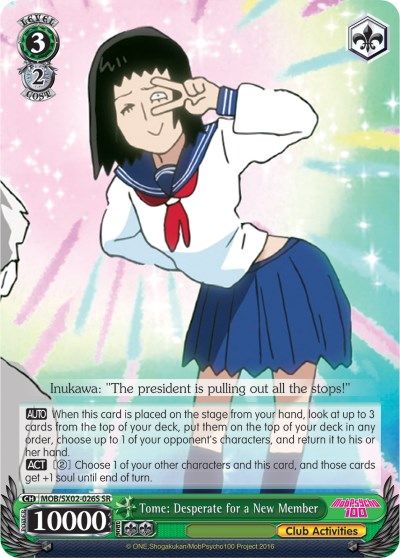 LEVEL
3
2
COST
Inukawa: "The president is pulling out all the stops!"
AUTO When this card is placed on the stage from your hand, look at up to 3
cards from the top of your deck, put them on the top of your deck in any
order, choose up to 1 of your opponent's characters, and return it to his or
her hand.
ACT [②] Choose 1 of your other characters and this card, and those cards
get +1 soul until end of turn.
CH MOB/SX02-026S SR
10000
Tome: Desperate for a New Member
MobPsycho
100
Club Activities
© ONE,Shogakukan/MobPsycho100 Project 2016